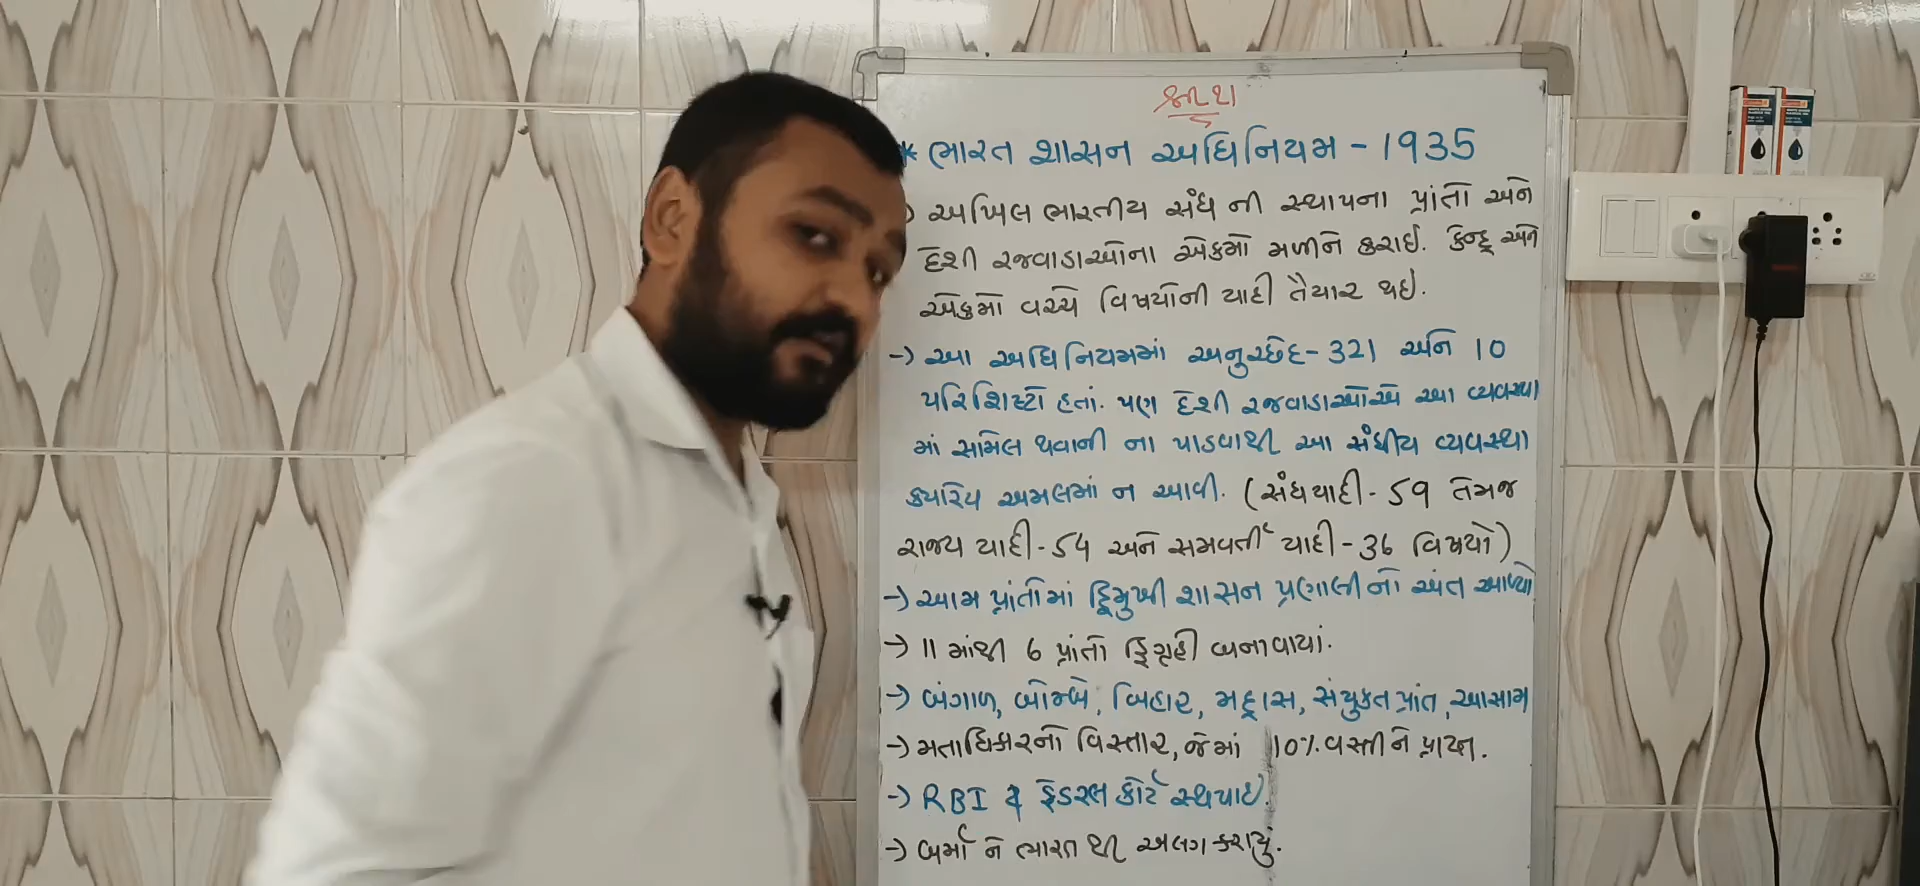 * ભારત શાસન અધિનિયમ - 1935
અખિલ ભારતીય સંઘ ની સ્થાપના પ્રાંતો અને
દેશી રજવાડાઓના એકમો મળીને કરાઈ. કેન્દ્ર અને
એકમો વચ્ચે વિષયોની યાદી તૈયાર થઈ.
-> આ અધિનિયમમાં અનુચ્છેદ - 321 અને 10
પરિશિષ્ટો હતાં. પણ દેશી રજવાડાઓએ આ વ્યવસ્થા
માં સામિલ થવાની ના પાડવાથી આ સંઘીય વ્યવસ્થા
ક્યારેય અમલમાં ન આવી. (સંઘયાદી - 59 તેમજ
રાજ્ય યાદી - 54 અને સમવર્તી યાદી - 36 વિષયો)
-> આમ પ્રાંતોમાં દ્વિમુખી શાસન પ્રણાલીનો અંત આવ્યો
-> 11 માંથી 6 પ્રાંતો દ્વિગૃહી બનાવાયાં.
-> બંગાળ, બોમ્બે, બિહાર, મદ્રાસ, સંયુક્ત પ્રાંત, આસામ
-> મતાધિકારનો વિસ્તાર, જેમાં 10% વસ્તીને પ્રાપ્ત.
-> RBI ફેડરલ કોર્ટ સ્થપાઈ.
-> બર્મા ને ભારત થી અલગ કરાયું.